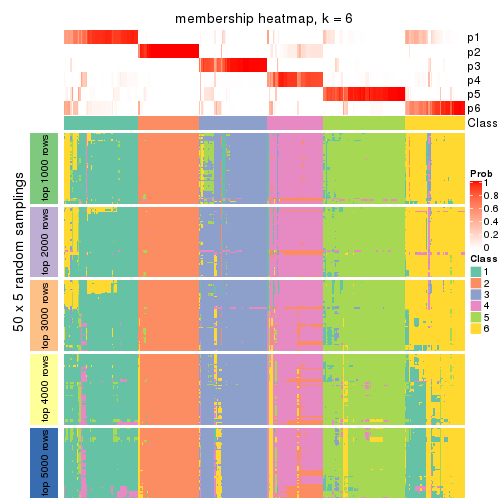 membership heatmap, k = 6
p1
p2
p3
p4
p5
p6
Class
50 x 5 random samplings
top 1000 rows
top 2000 rows
top 3000 rows
top 4000 rows
top 5000 rows
Prob
1
0.8
0.6
0.4
0.2
0
Class
1
2
3
4
5
6